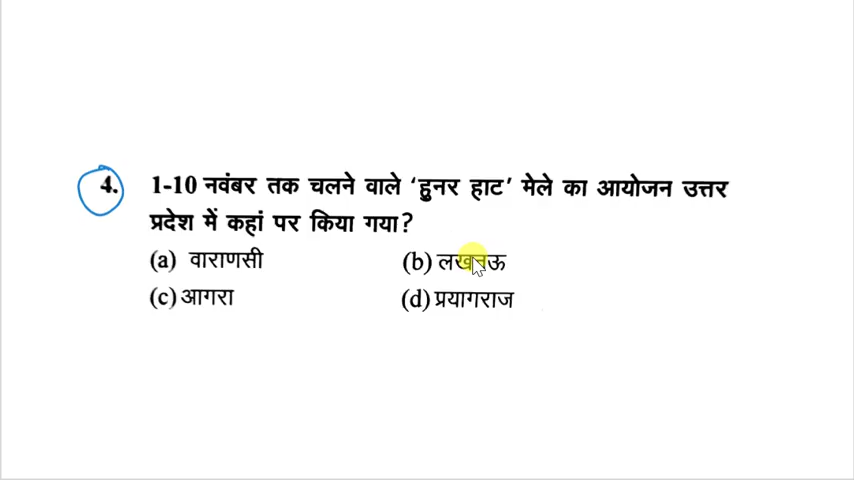 4. 1-10 नवंबर तक चलने वाले ‘हुनर हाट’ मेले का आयोजन उत्तर
प्रदेश में कहां पर किया गया?
(a) वाराणसी (b) लखनऊ
(c) आगरा (d) प्रयागराज